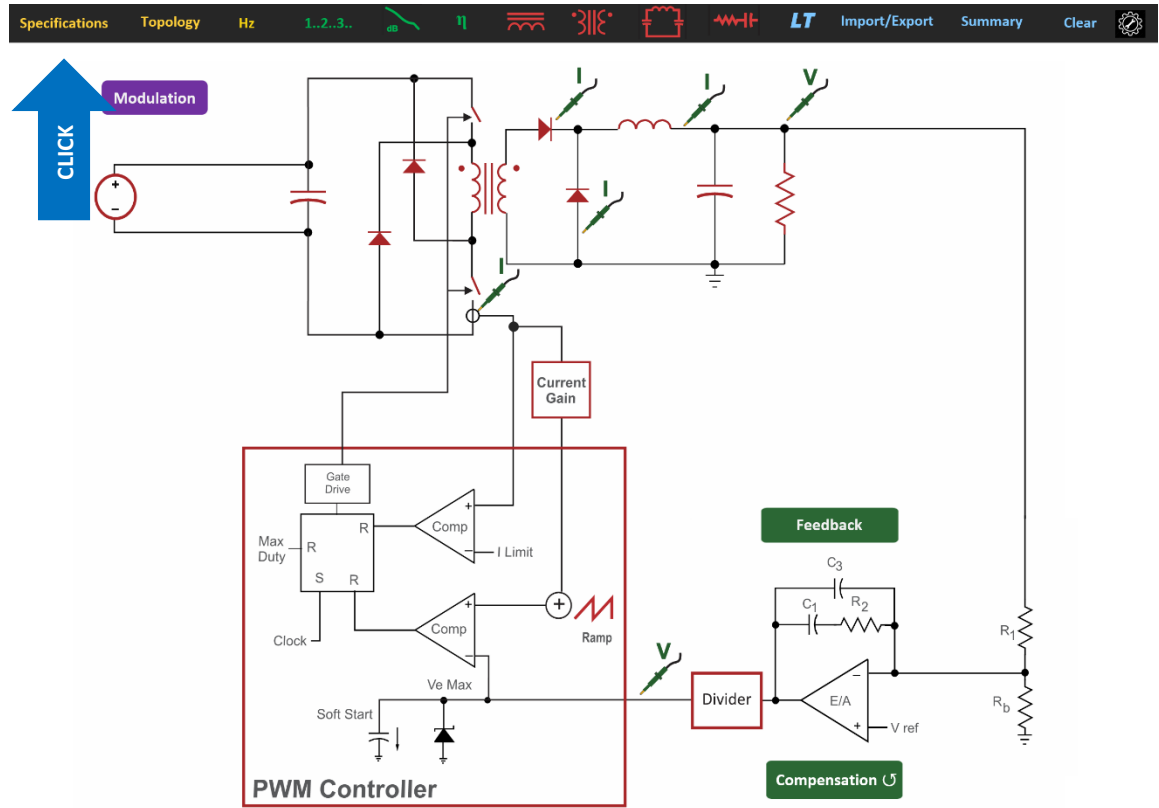 Specifications Topology Hz 1..2..3.. dB η LT Import/Export Summary Clear
CLICK
Modulation
I
I
V
I
I
+
−
Current
Gain
Gate
Drive
Max
Duty
R
R
S
R
Clock
+
Comp
−
I Limit
+
Comp
−
+
Ramp
Ve Max
Soft Start
PWM Controller
V
Divider
Feedback
C3
C1
R2
−
E/A
+
V ref
R1
Rb
Compensation ↺